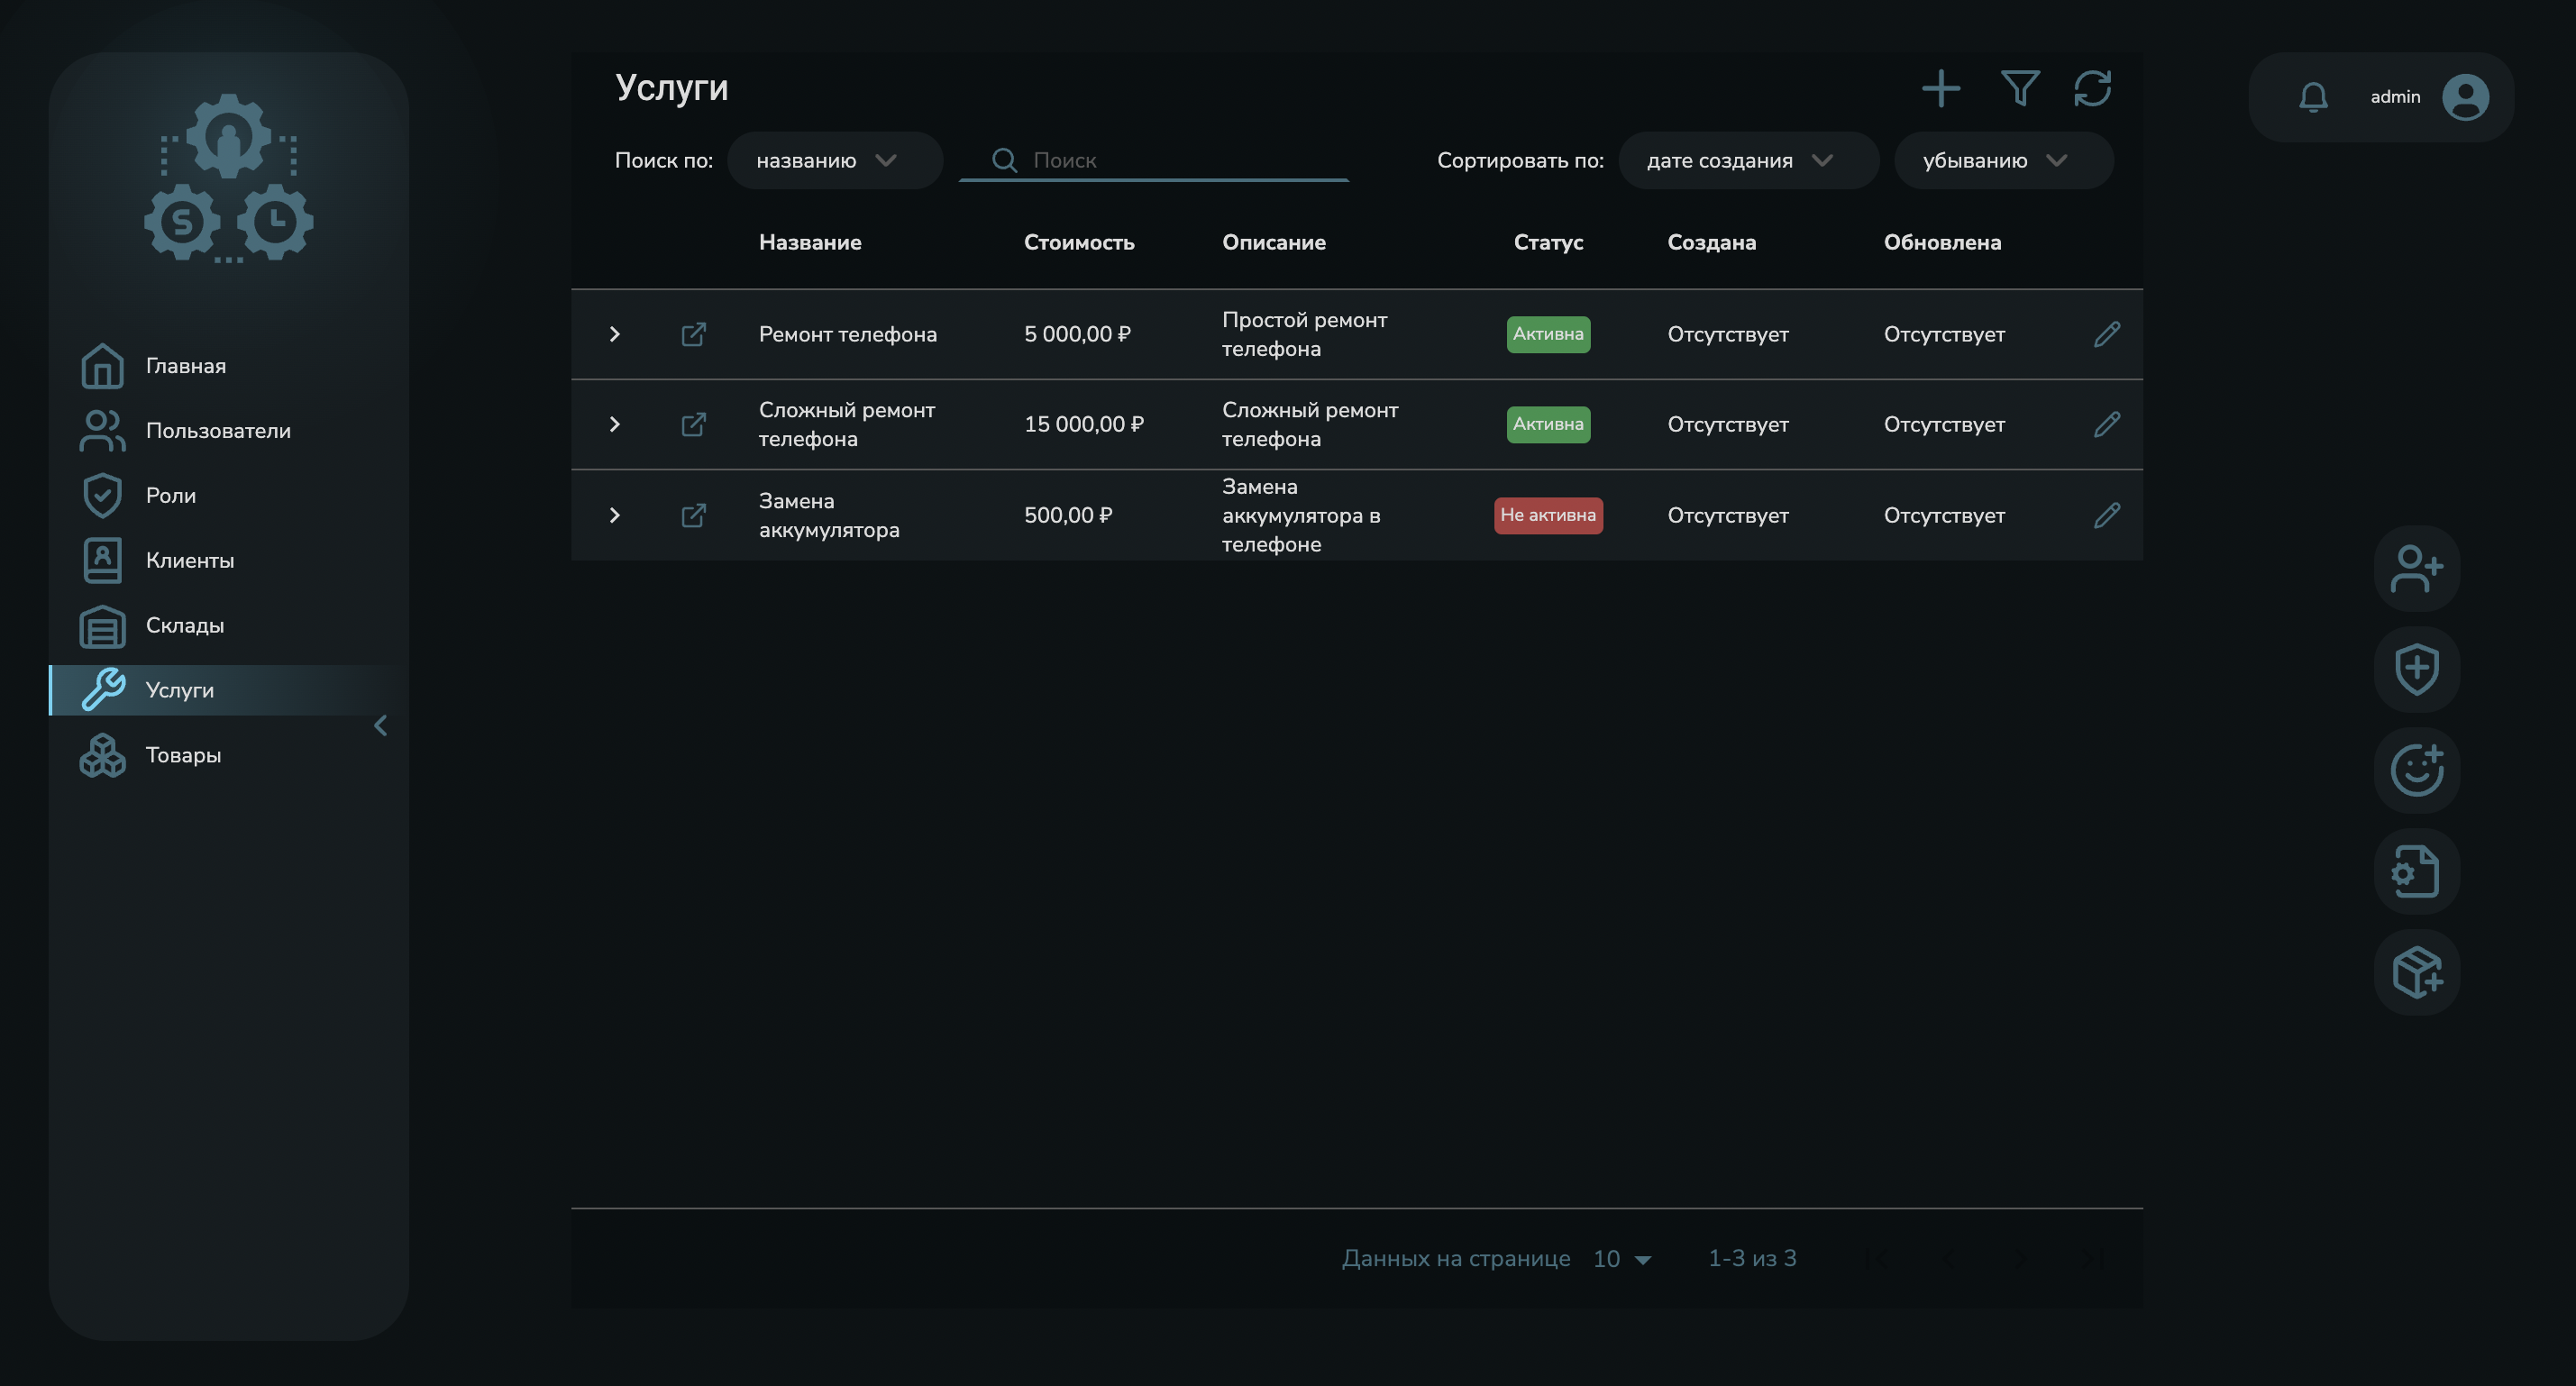 Услуги
admin
Поиск по: названию Поиск Сортировать по: дате создания убыванию
Название Стоимость Описание Статус Создана Обновлена
Ремонт телефона 5 000,00 ₽ Простой ремонт телефона Активна Отсутствует Отсутствует
Сложный ремонт телефона 15 000,00 ₽ Сложный ремонт телефона Активна Отсутствует Отсутствует
Замена аккумулятора 500,00 ₽ Замена аккумулятора в телефоне Не активна Отсутствует Отсутствует
Данных на странице 10 1-3 из 3
S
Главная
Пользователи
Роли
Клиенты
Склады
Услуги
Товары